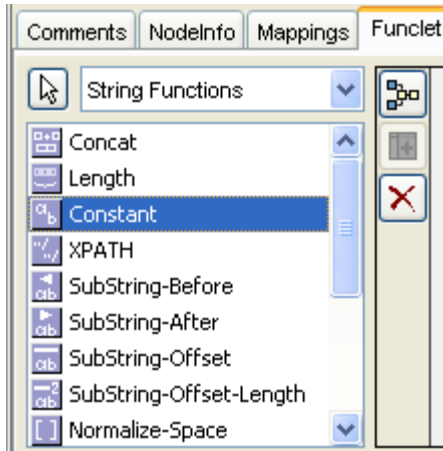 Comments NodeInfo Mappings Funclet
String Functions
Concat
Length
Constant
XPATH
SubString-Before
SubString-After
SubString-Offset
SubString-Offset-Length
Normalize-Space